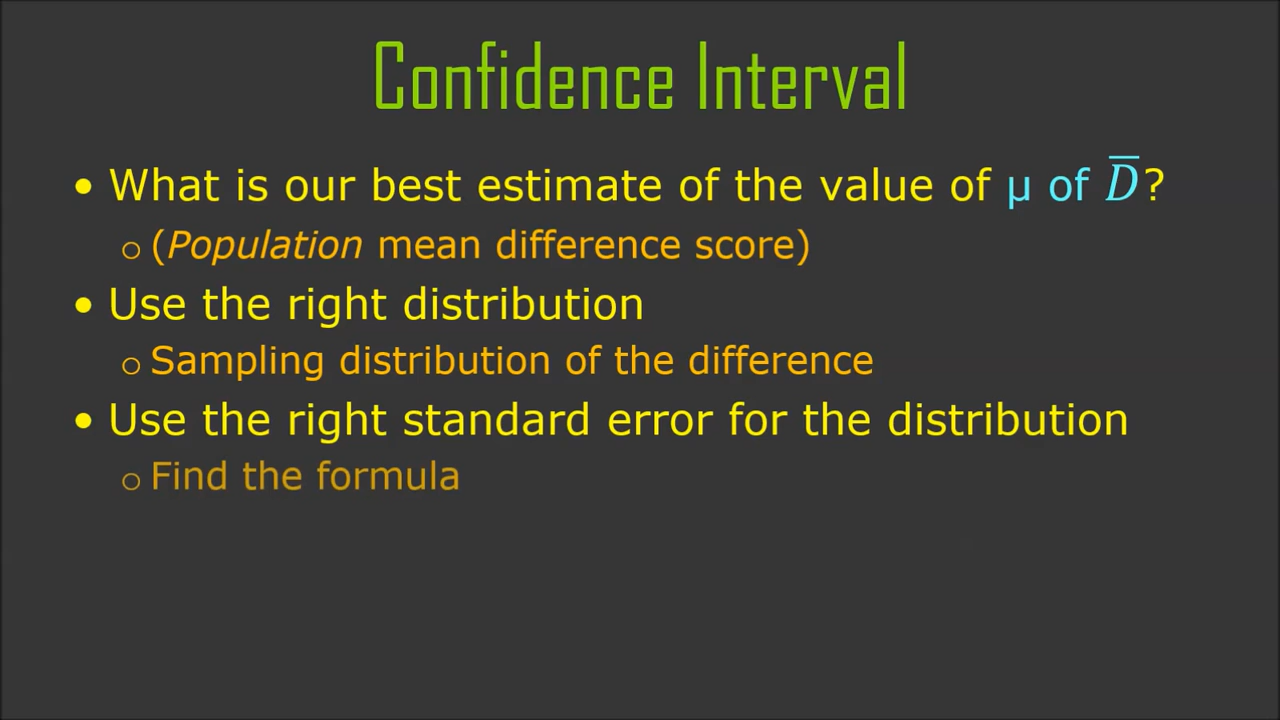 Confidence Interval
• What is our best estimate of the value of μ of D̅?
o (Population mean difference score)
• Use the right distribution
o Sampling distribution of the difference
• Use the right standard error for the distribution
o Find the formula